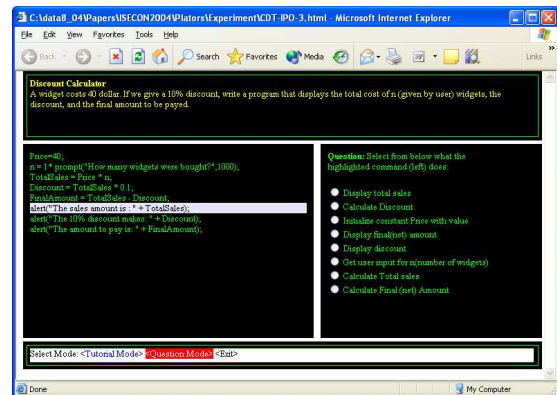 C:\data8_04\Papers\ISECON2004\Plators\Experiment\CDT-IPO-3.html - Microsoft Internet Explorer
File Edit View Favorites Tools Help
Back Search Favorites Media Links
Discount Calculator
A widget costs 40 dollar. If we give a 10% discount, write a program that displays the total cost of n (given by user) widgets, the
discount, and the final amount to be payed.
Price=40;
n = 1* prompt("How many widgets were bought?",1000);
TotalSales = Price * n;
Discount = TotalSales * 0.1;
FinalAmount = TotalSales - Discount;
alert("The sales amount is : " + TotalSales);
alert("The 10% discount makes: " + Discount);
alert("The amount to pay is: " + FinalAmount);
Question: Select from below what the
highlighted command (left) does:
Display total sales
Calculate Discount
Initialize constant Price with value
Display final(net) amount
Display discount
Get user input for n(number of widgets)
Calculate Total sales
Calculate Final (net) Amount
Select Mode: <Tutorial Mode> <Question Mode> <Exit>
Done My Computer